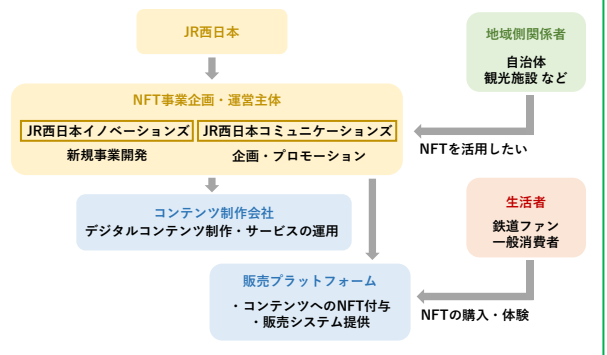 JR西日本
NFT事業企画・運営主体
JR西日本イノベーションズ
新規事業開発
JR西日本コミュニケーションズ
企画・プロモーション
地域側関係者
自治体
観光施設 など
NFTを活用したい
コンテンツ制作会社
デジタルコンテンツ制作・サービスの運用
生活者
鉄道ファン
一般消費者
販売プラットフォーム
・コンテンツへのNFT付与
・販売システム提供
NFTの購入・体験